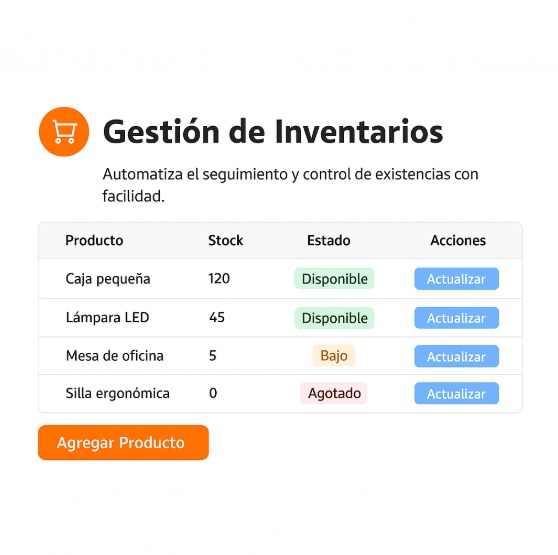 Gestión de Inventarios
Automatiza el seguimiento y control de existencias con
facilidad.
Producto Stock Estado Acciones
Caja pequeña 120 Disponible Actualizar
Lámpara LED 45 Disponible Actualizar
Mesa de oficina 5 Bajo Actualizar
Silla ergonómica 0 Agotado Actualizar
Agregar Producto